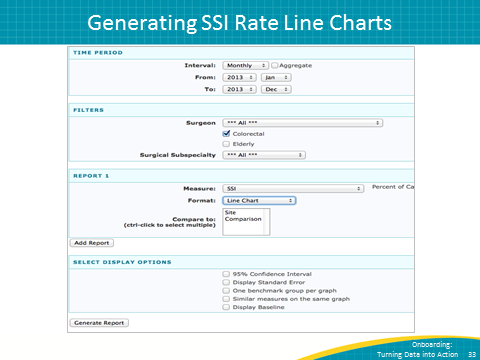 Generating SSI Rate Line Charts
TIME PERIOD
Interval: Monthly Aggregate
From: 2013 Jan
To: 2013 Dec
FILTERS
Surgeon *** All ***
Colorectal
Elderly
Surgical Subspecialty *** All ***
REPORT 1
Measure: SSI Percent of Ca
Format: Line Chart
Compare to:
(ctrl-click to select multiple)
Site
Comparison
Add Report
SELECT DISPLAY OPTIONS
95% Confidence Interval
Display Standard Error
One benchmark group per graph
Similar measures on the same graph
Display Baseline
Generate Report
Onboarding:
Turning Data into Action 33